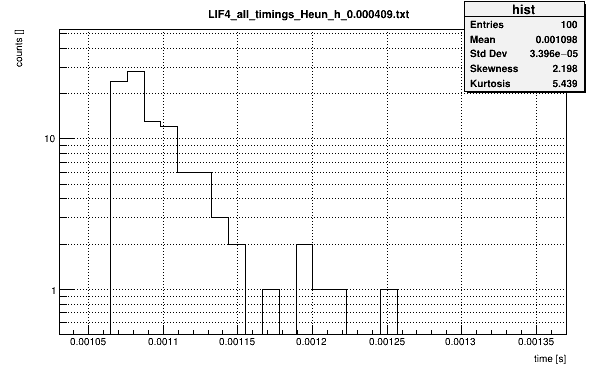 LIF4_all_timings_Heun_h_0.000409.txt
hist
Entries 100
Mean 0.001098
Std Dev 3.396e−05
Skewness 2.198
Kurtosis 5.439
counts []
10
1
0.00105 0.0011 0.00115 0.0012 0.00125 0.0013 0.00135
time [s]